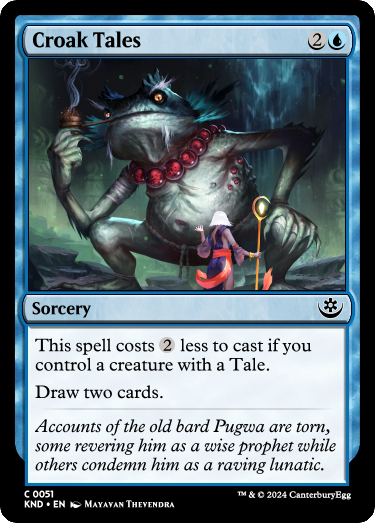 Croak Tales 2
Sorcery
This spell costs 2 less to cast if you
control a creature with a Tale.
Draw two cards.
Accounts of the old bard Pugwa are torn,
some revering him as a wise prophet while
others condemn him as a raving lunatic.
C 0051
KND • EN Mayavan Thevendra
™ & © 2024 CanterburyEgg